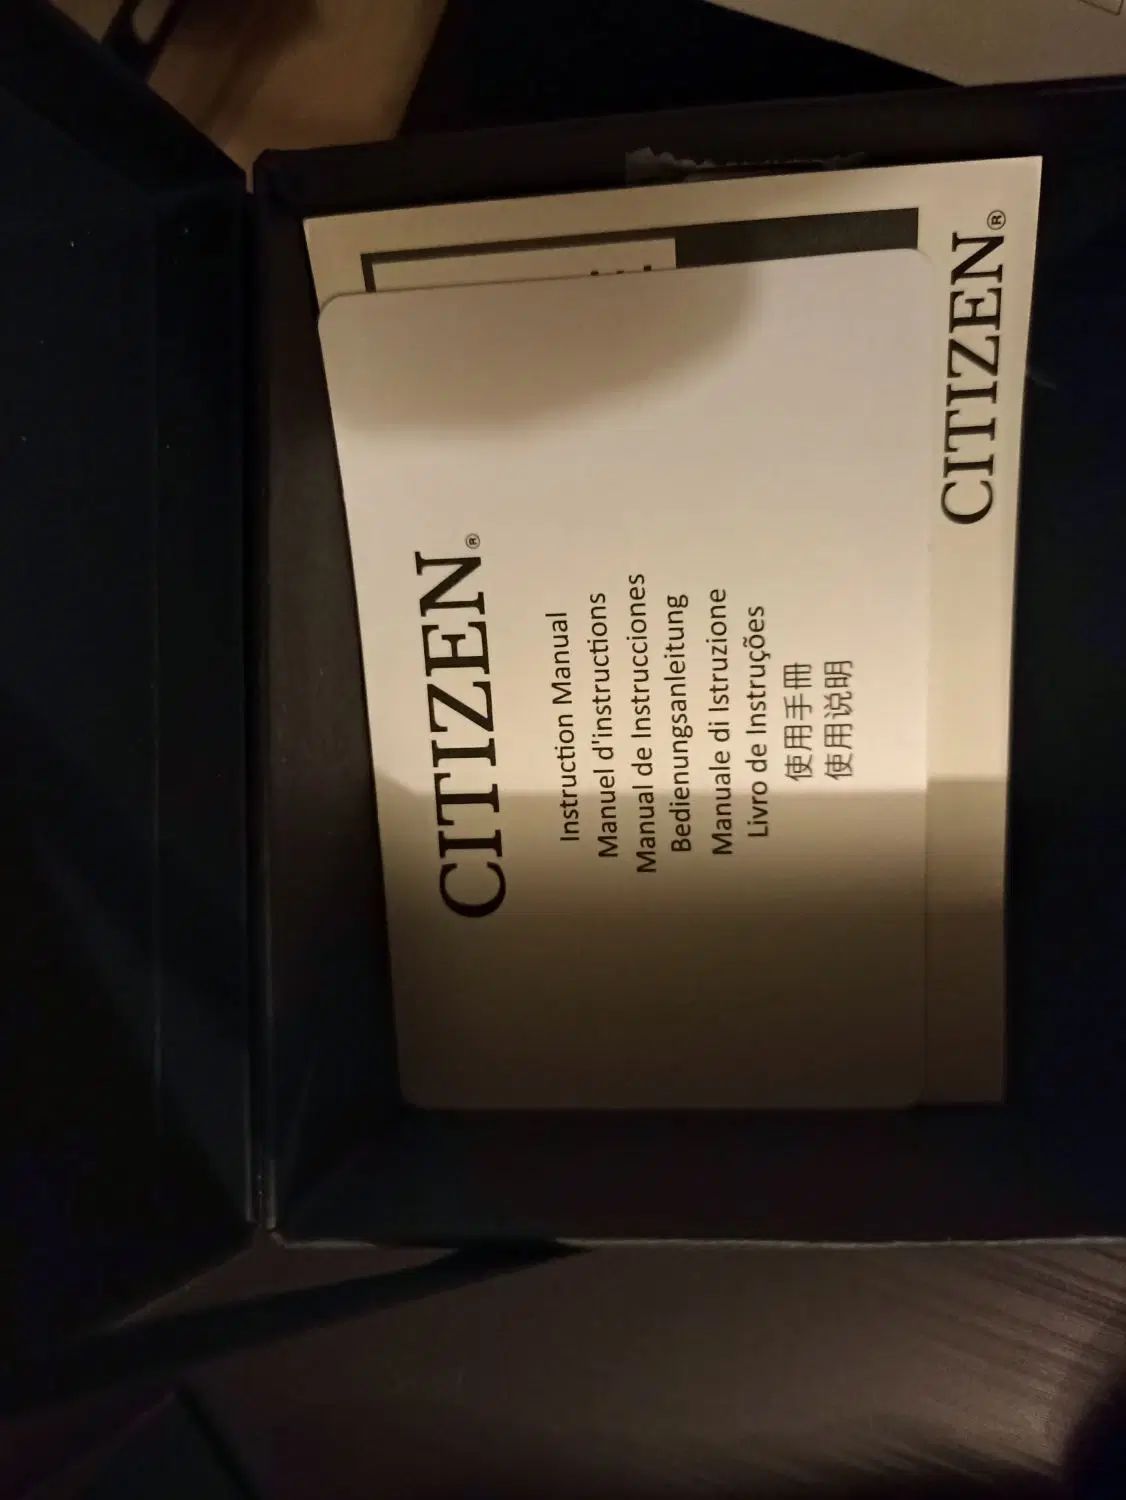 CITIZEN®
Instruction Manual
Manuel d'instructions
Manual de Instrucciones
Bedienungsanleitung
Manuale di Istruzione
Livro de Instruções
使用手冊
使用说明
CITIZEN®